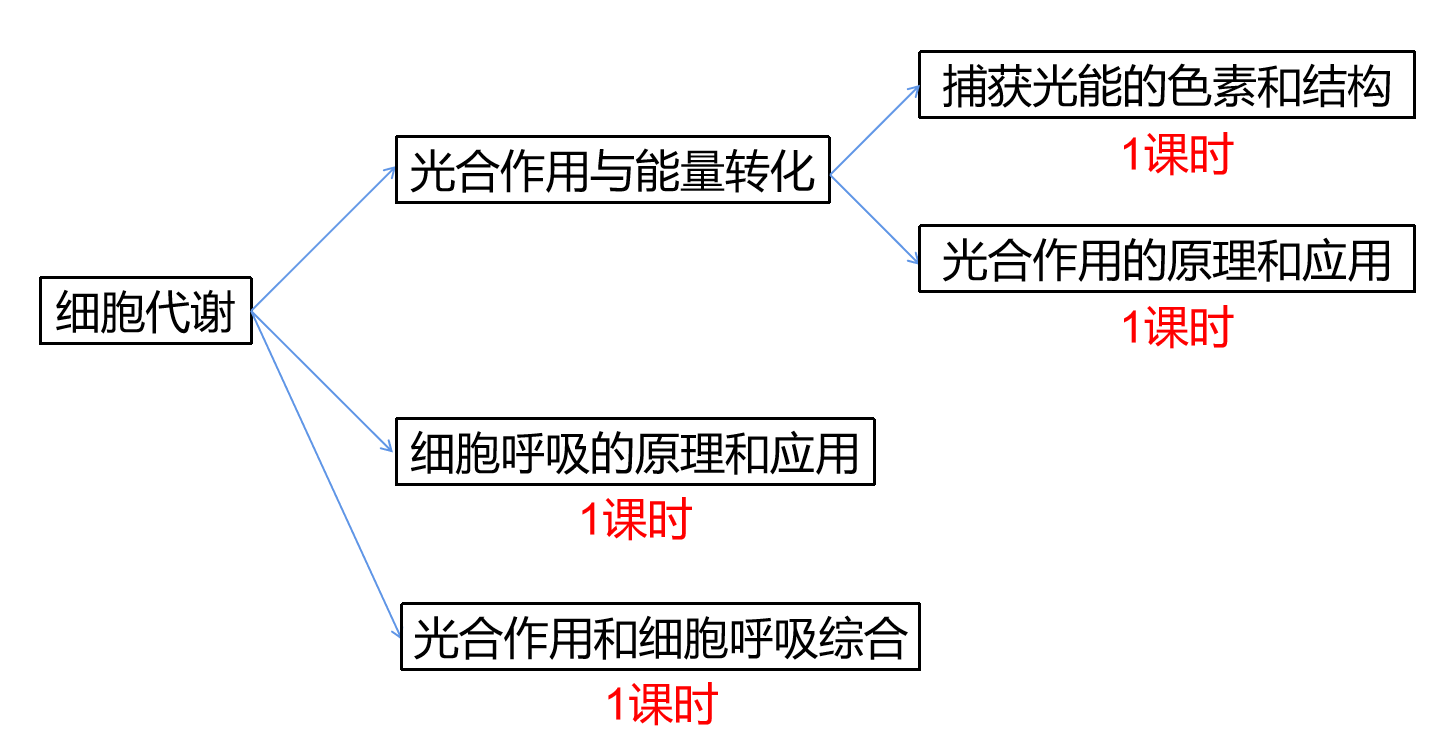 捕获光能的色素和结构
1课时
光合作用与能量转化
光合作用的原理和应用
1课时
细胞代谢
细胞呼吸的原理和应用
1课时
光合作用和细胞呼吸综合
1课时